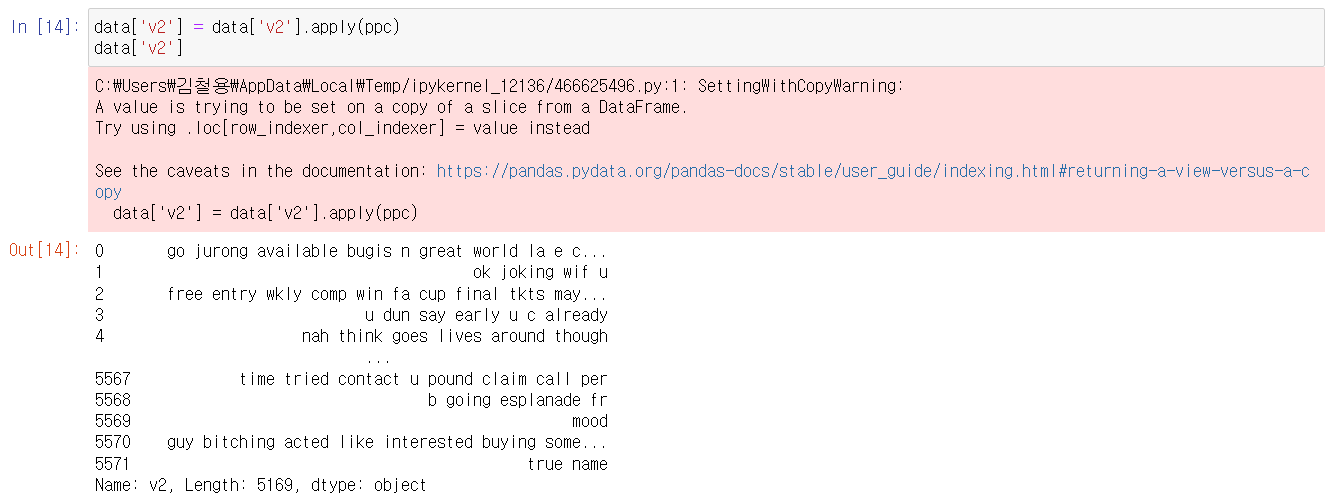 In [14]: data['v2'] = data['v2'].apply(ppc)
data['v2']
C:\Users\김철용\AppData\Local\Temp/ipykernel_12136/466625496.py:1: SettingWithCopyWarning:
A value is trying to be set on a copy of a slice from a DataFrame.
Try using .loc[row_indexer,col_indexer] = value instead
See the caveats in the documentation: https://pandas.pydata.org/pandas-docs/stable/user_guide/indexing.html#returning-a-view-versus-a-c
opy
data['v2'] = data['v2'].apply(ppc)
Out[14]: 0 go jurong available bugis n great world la e c...
1 ok joking wif u
2 free entry wkly comp win fa cup final tkts may...
3 u dun say early u c already
4 nah think goes lives around though
...
5567 time tried contact u pound claim call per
5568 b going esplanade fr
5569 mood
5570 guy bitching acted like interested buying some...
5571 true name
Name: v2, Length: 5169, dtype: object